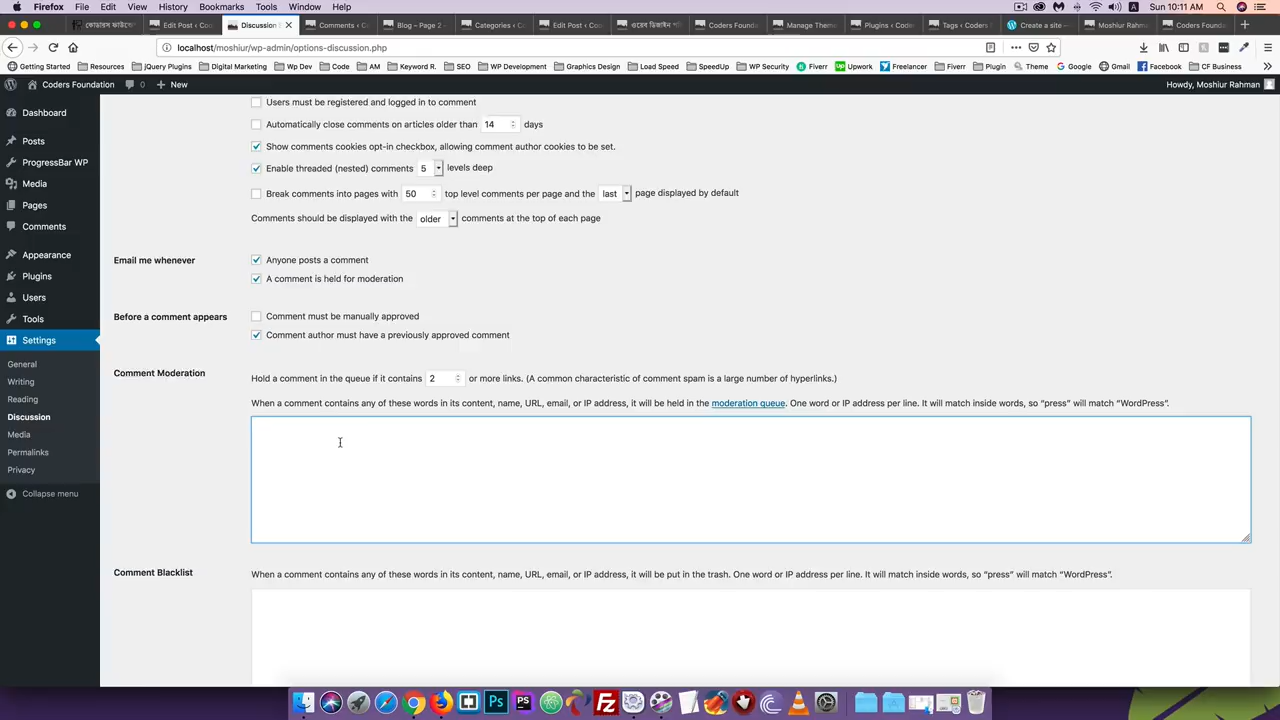 Firefox File Edit View History Bookmarks Tools Window Help Sun 10:11 AM
Edit Post ‹ Co Discussion Comments ‹ Co Blog – Page 2 - Categories ‹ C Edit Post ‹ Co ওয়েব ডিজাইন Coders Founda Manage Theme Plugins ‹ Coder Tags ‹ Coders Create a site — Moshiur Rahman Coders Founda
localhost/moshiur/wp-admin/options-discussion.php
Getting Started Resources jQuery Plugins Digital Marketing Wp Dev Code AM Keyword R. SEO WP Development Graphics Design Load Speed SpeedUp WP Security Fiverr Upwork Freelancer Fiverr Plugin Theme Google Gmail Facebook CF Business
Coders Foundation 0 New Howdy, Moshiur Rahman
Dashboard
Posts
ProgressBar WP
Media
Pages
Comments
Appearance
Plugins
Users
Tools
Settings
General
Writing
Reading
Discussion
Media
Permalinks
Privacy
Collapse menu
Users must be registered and logged in to comment
Automatically close comments on articles older than 14 days
Show comments cookies opt-in checkbox, allowing comment author cookies to be set.
Enable threaded (nested) comments 5 levels deep
Break comments into pages with 50 top level comments per page and the last page displayed by default
Comments should be displayed with the older comments at the top of each page
Email me whenever
Anyone posts a comment
A comment is held for moderation
Before a comment appears
Comment must be manually approved
Comment author must have a previously approved comment
Comment Moderation
Hold a comment in the queue if it contains 2 or more links. (A common characteristic of comment spam is a large number of hyperlinks.)
When a comment contains any of these words in its content, name, URL, email, or IP address, it will be held in the moderation queue. One word or IP address per line. It will match inside words, so “press” will match “WordPress”.
Comment Blacklist
When a comment contains any of these words in its content, name, URL, email, or IP address, it will be put in the trash. One word or IP address per line. It will match inside words, so “press” will match “WordPress”.
Ps
PS
Fz